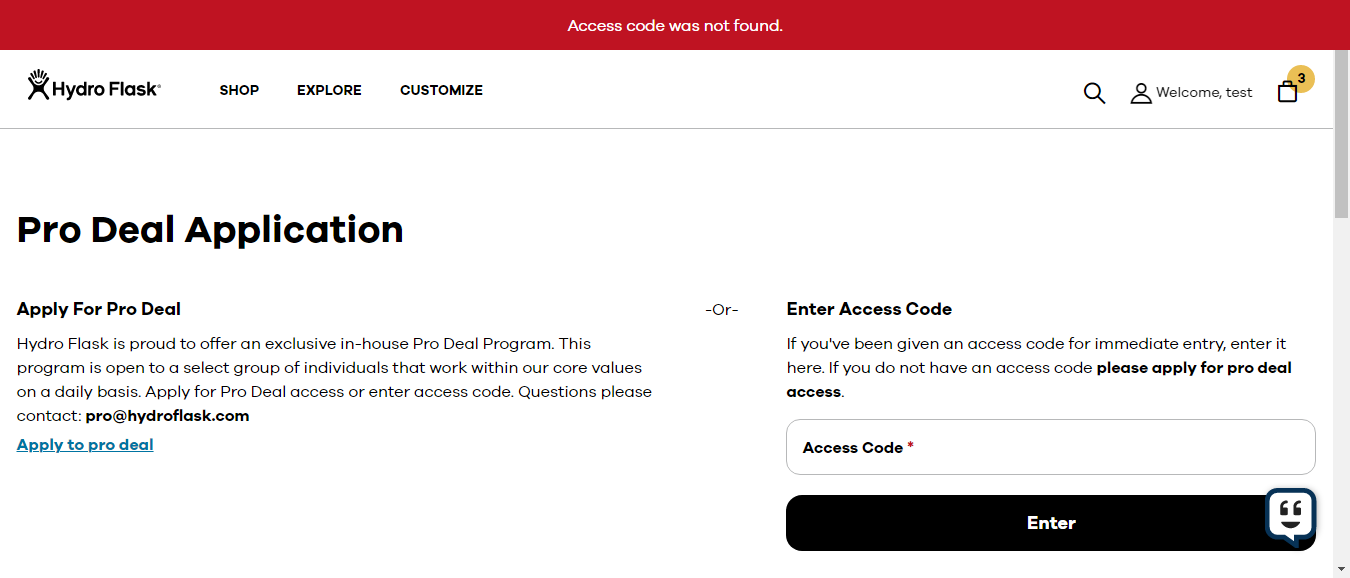 Access code was not found.
Hydro Flask
SHOP EXPLORE CUSTOMIZE
Welcome, test
3
Pro Deal Application
Apply For Pro Deal
Hydro Flask is proud to offer an exclusive in-house Pro Deal Program. This
program is open to a select group of individuals that work within our core values
on a daily basis. Apply for Pro Deal access or enter access code. Questions please
contact: pro@hydroflask.com
Apply to pro deal
-Or-
Enter Access Code
If you've been given an access code for immediate entry, enter it
here. If you do not have an access code please apply for pro deal
access.
Access Code *
Enter